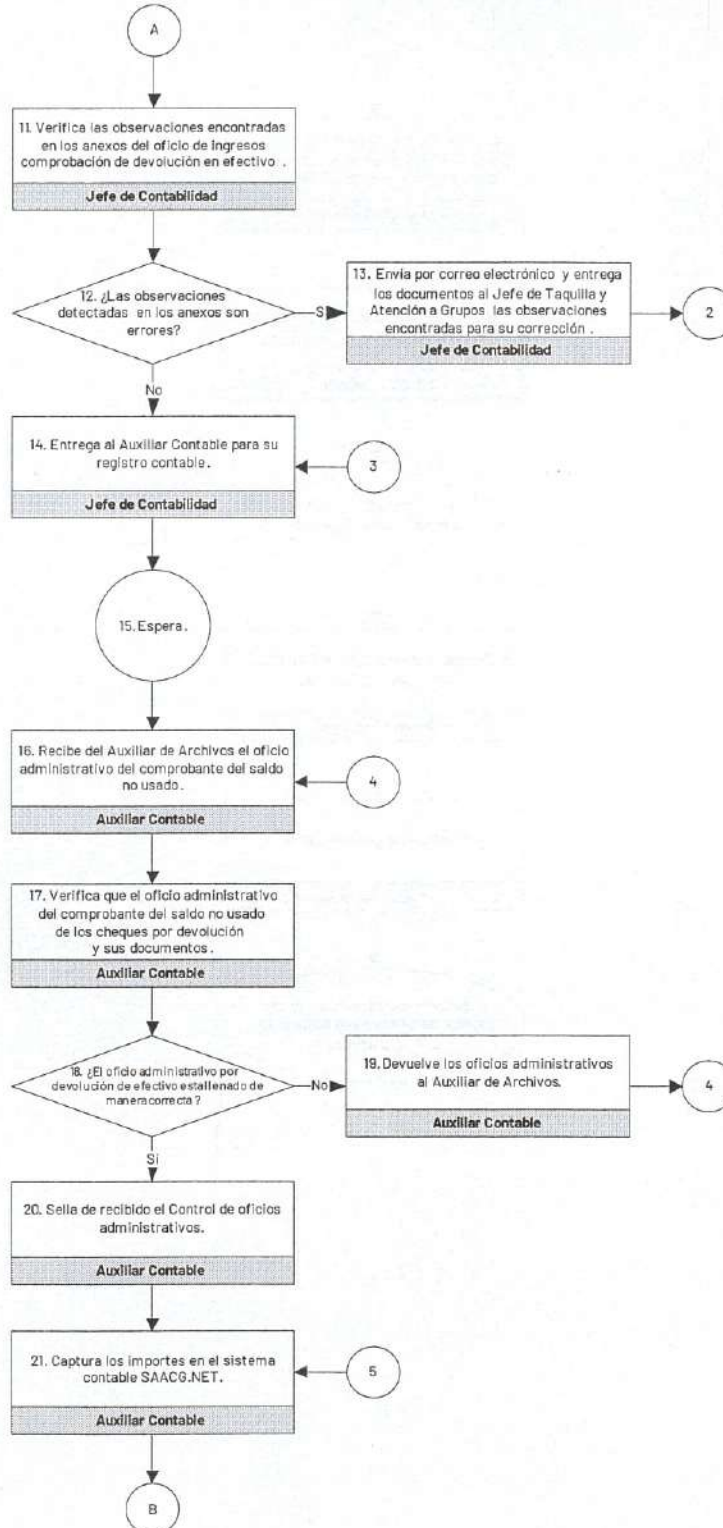 A
11. Verifica las observaciones encontradas
en los anexos del oficio de ingresos
comprobación de devolución en efectivo .
Jefe de Contabilidad
12. ¿Las observaciones
detectadas en los anexos son
errores?
S
13. Envía por correo electrónico y entrega
los documentos al Jefe de Taquilla y
Atención a Grupos las observaciones
encontradas para su corrección .
Jefe de Contabilidad
2
No
14. Entrega al Auxiliar Contable para su
registro contable.
Jefe de Contabilidad
3
15. Espera.
16. Recibe del Auxiliar de Archivos el oficio
administrativo del comprobante del saldo
no usado.
Auxiliar Contable
4
17. Verifica que el oficio administrativo
del comprobante del saldo no usado
de los cheques por devolución
y sus documentos .
Auxiliar Contable
18. ¿El oficio administrativo por
devolución de efectivo esta llenado de
manera correcta ?
No
19. Devuelve los oficios administrativos
al Auxiliar de Archivos.
Auxiliar Contable
4
Si
20. Sella de recibido el Control de oficios
administrativos.
Auxiliar Contable
21. Captura los importes en el sistema
contable SAACG.NET.
Auxiliar Contable
5
B